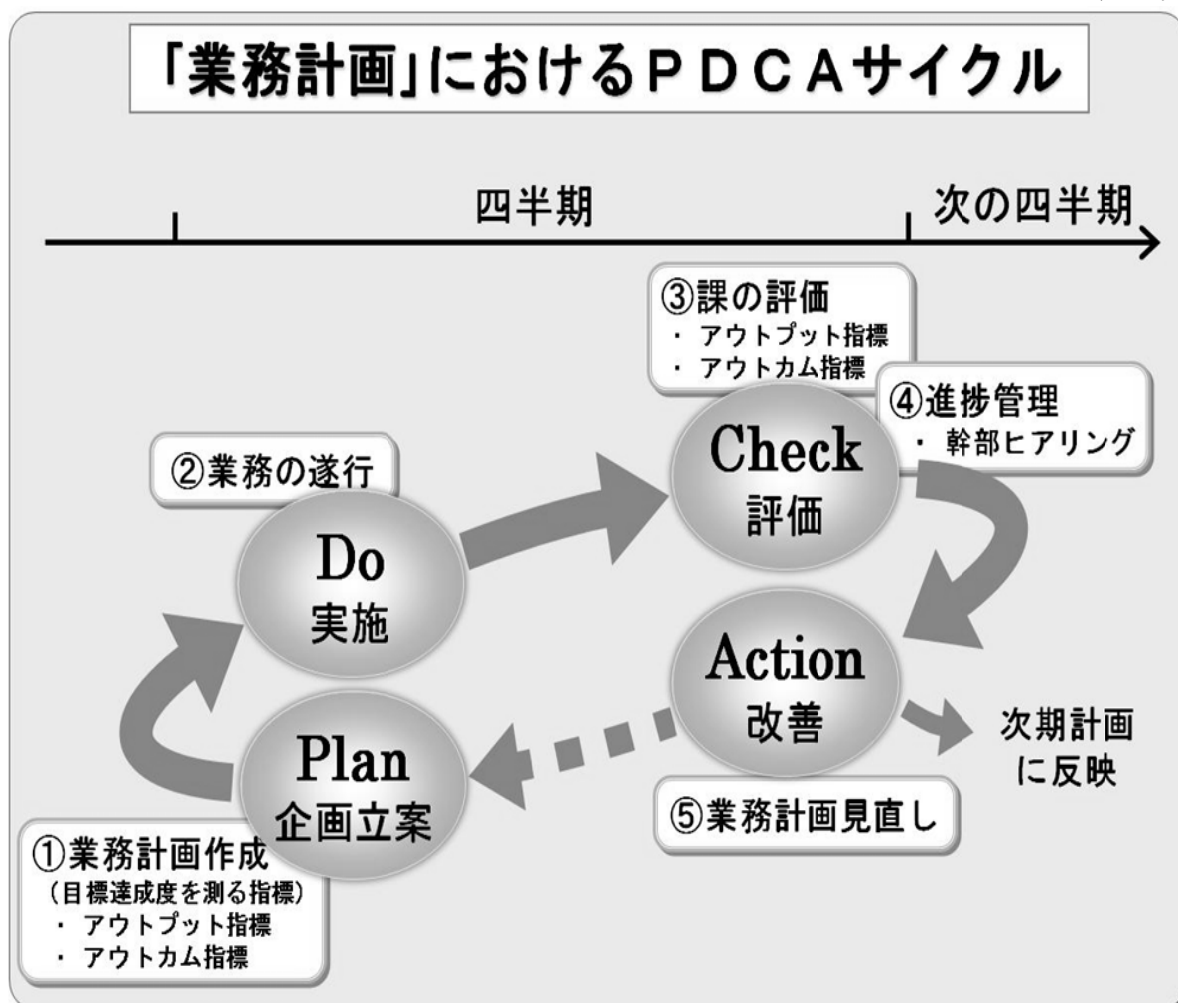 「業務計画」におけるＰＤＣＡサイクル
四半期
次の四半期
③課の評価
・ アウトプット指標
・ アウトカム指標
④進捗管理
・ 幹部ヒアリング
Check
評価
②業務の遂行
Do
実施
Action
改善
次期計画
に反映
⑤業務計画見直し
Plan
企画立案
①業務計画作成
(目標達成度を測る指標)
・ アウトプット指標
・ アウトカム指標